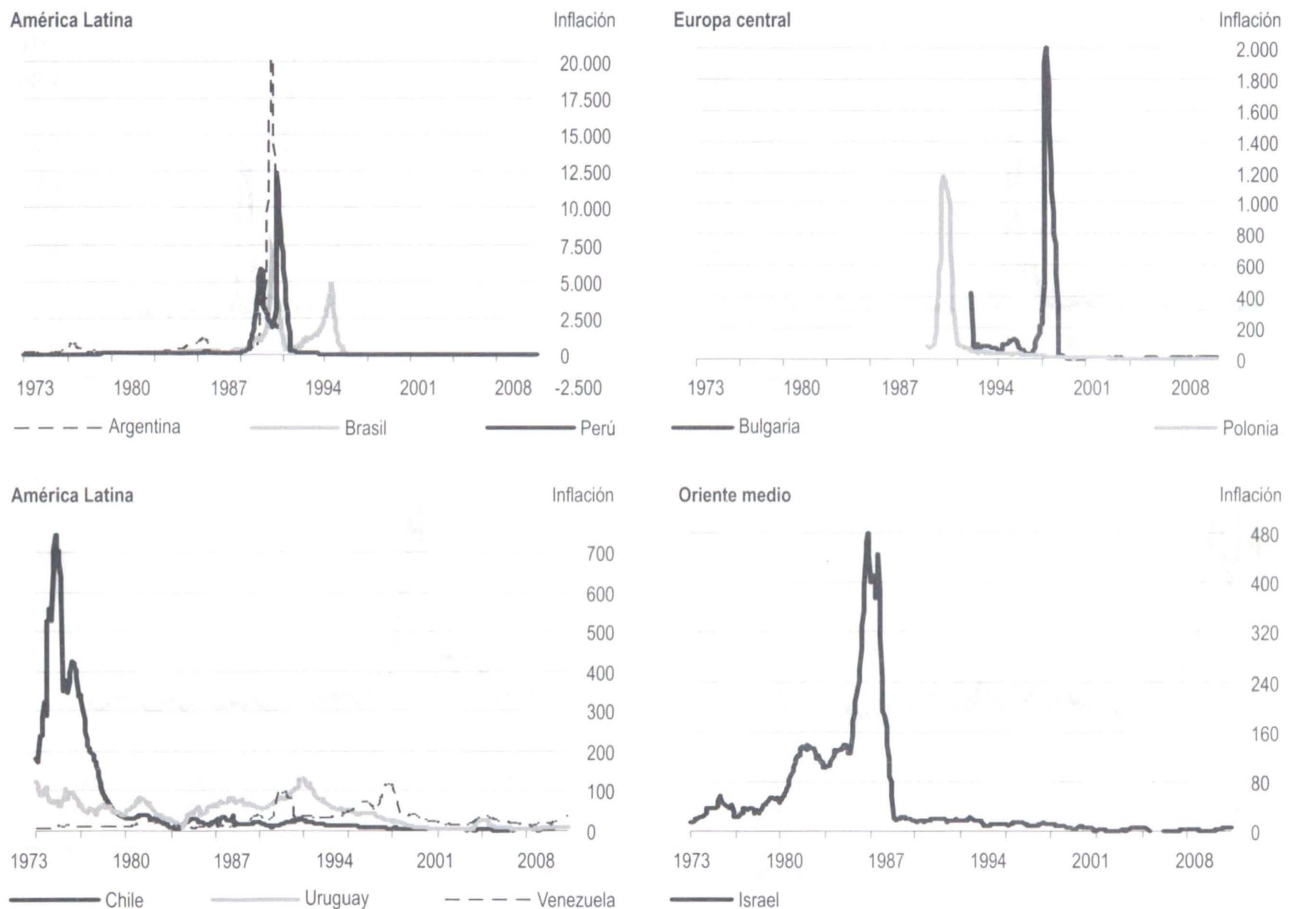 América Latina Inflación
20.000
17.500
15.000
12.500
10.000
7.500
5.000
2.500
0
1973 1980 1987 1994 2001 2008 -2.500
Argentina Brasil Perú
Europa central Inflación
2.000
1.800
1.600
1.400
1.200
1.000
800
600
400
200
0
1973 1980 1987 1994 2001 2008
Bulgaria Polonia
América Latina Inflación
700
600
500
400
300
200
100
0
1973 1980 1987 1994 2001 2008
Chile Uruguay Venezuela
Oriente medio Inflación
480
400
320
240
160
80
0
1973 1980 1987 1994 2001 2008
Israel